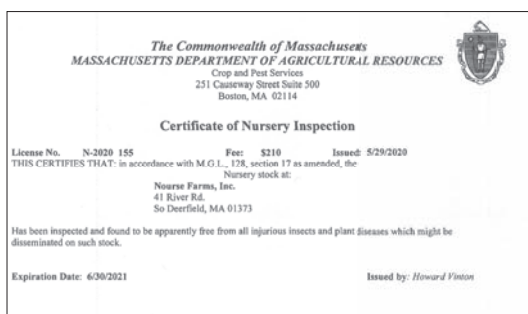 The Commonwealth of Massachusetts
MASSACHUSETTS DEPARTMENT OF AGRICULTURAL RESOURCES
Crop and Pest Services
251 Causeway Street Suite 500
Boston, MA 02114
Certificate of Nursery Inspection
License No. N-2020 155 Fee: $210 Issued: 5/29/2020
THIS CERTIFIES THAT: in accordance with M.G.L., 128, section 17 as amended, the
Nursery stock at:
Nourse Farms, Inc.
41 River Rd.
So Deerfield, MA 01373
Has been inspected and found to be apparently free from all injurious insects and plant diseases which might be
disseminated on such stock.
Expiration Date: 6/30/2021 Issued by: Howard Vinton